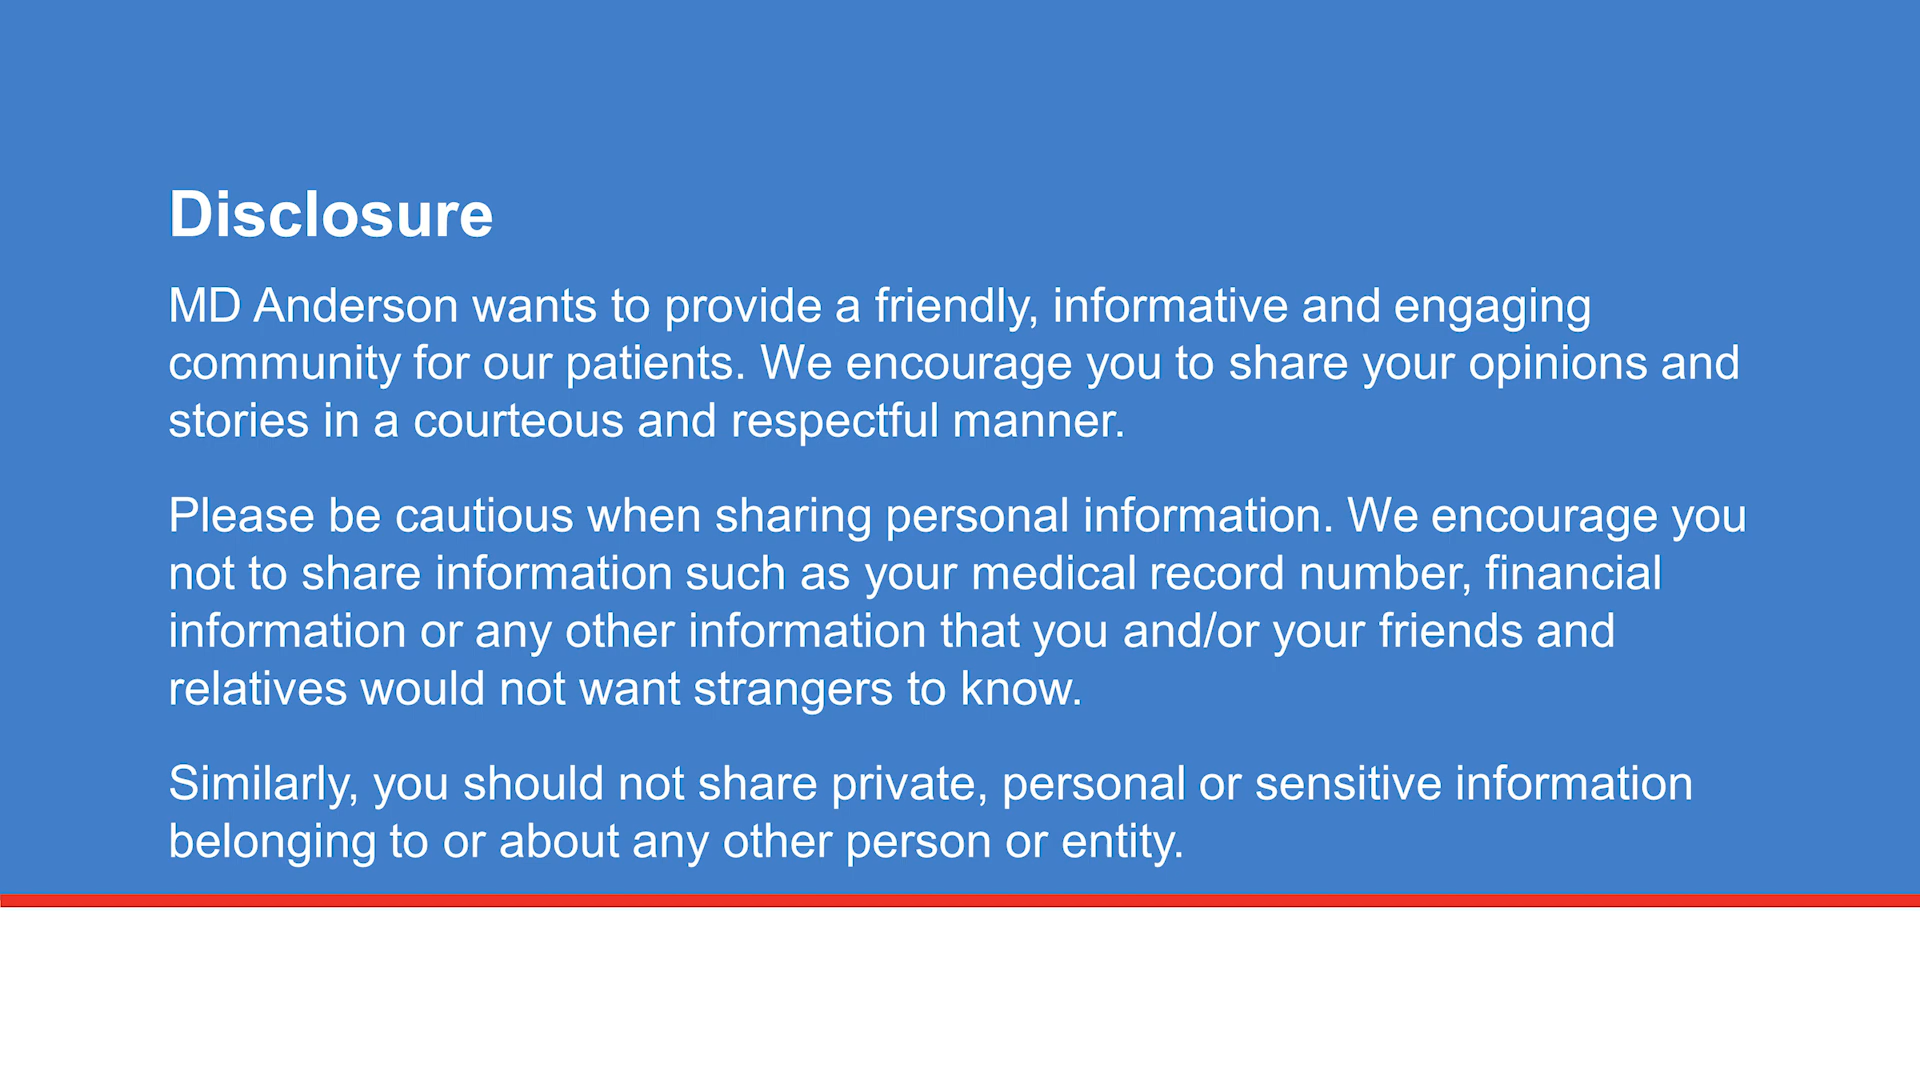 Disclosure
MD Anderson wants to provide a friendly, informative and engaging
community for our patients. We encourage you to share your opinions and
stories in a courteous and respectful manner.
Please be cautious when sharing personal information. We encourage you
not to share information such as your medical record number, financial
information or any other information that you and/or your friends and
relatives would not want strangers to know.
Similarly, you should not share private, personal or sensitive information
belonging to or about any other person or entity.